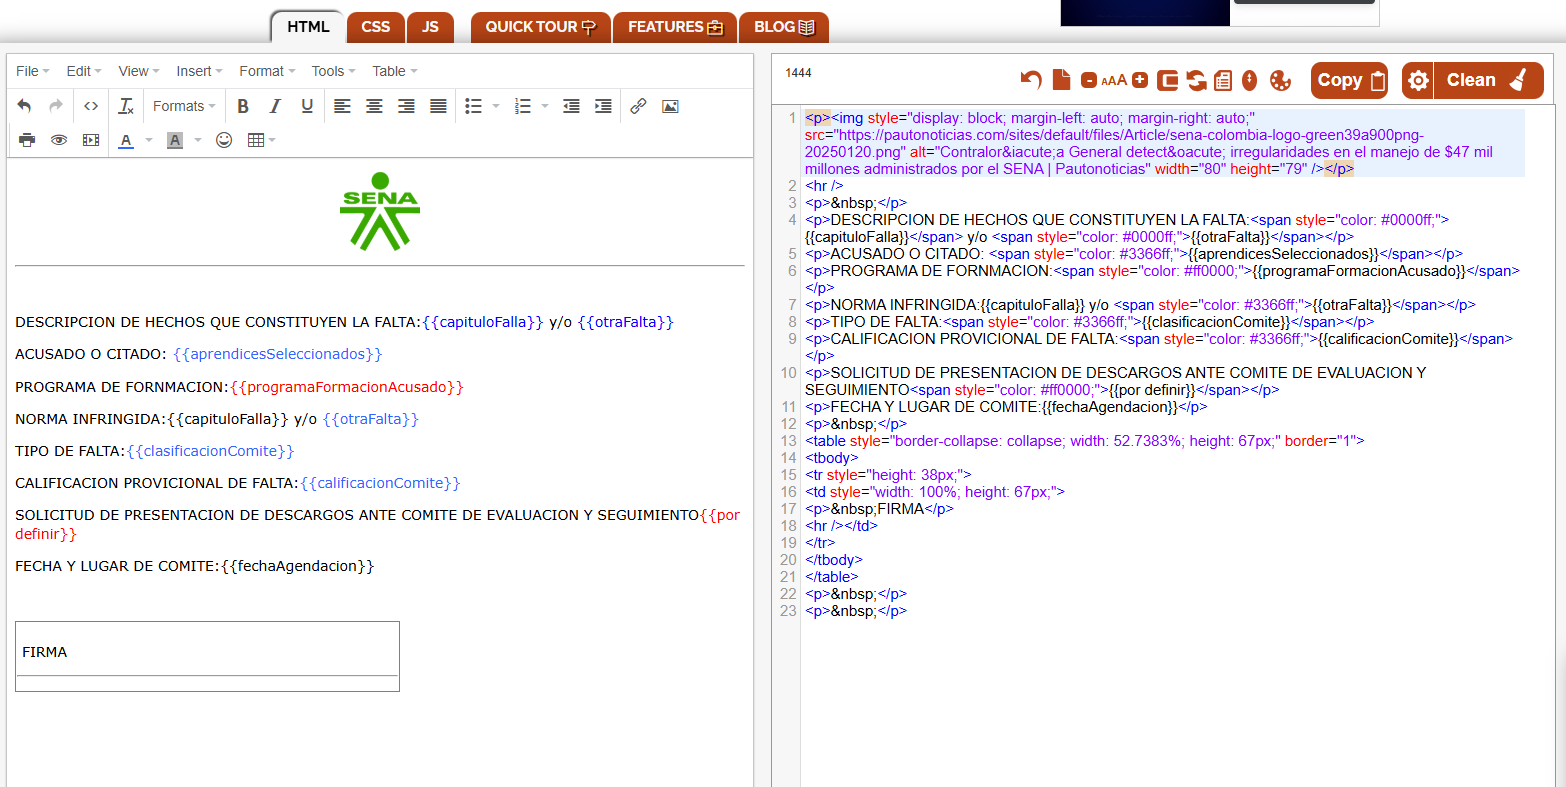 HTML CSS JS QUICK TOUR FEATURES BLOG
File Edit View Insert Format Tools Table
Formats B I U
A A
SENA
DESCRIPCION DE HECHOS QUE CONSTITUYEN LA FALTA:{{capituloFalla}} y/o {{otraFalta}}
ACUSADO O CITADO: {{aprendicesSeleccionados}}
PROGRAMA DE FORNMACION:{{programaFormacionAcusado}}
NORMA INFRINGIDA:{{capituloFalla}} y/o {{otraFalta}}
TIPO DE FALTA:{{clasificacionComite}}
CALIFICACION PROVICIONAL DE FALTA:{{calificacionComite}}
SOLICITUD DE PRESENTACION DE DESCARGOS ANTE COMITE DE EVALUACION Y SEGUIMIENTO{{por
definir}}
FECHA Y LUGAR DE COMITE:{{fechaAgendacion}}
FIRMA
1444 AAA Copy Clean
1 <p><img style="display: block; margin-left: auto; margin-right: auto;"
src="https://pautonoticias.com/sites/default/files/Article/sena-colombia-logo-green39a900png-
20250120.png" alt="Contralor&iacute;a General detect&oacute; irregularidades en el manejo de $47 mil
millones administrados por el SENA | Pautonoticias" width="80" height="79" /></p>
2 <hr />
3 <p>&nbsp;</p>
4 <p>DESCRIPCION DE HECHOS QUE CONSTITUYEN LA FALTA:<span style="color: #0000ff;">
{{capituloFalla}}</span> y/o <span style="color: #0000ff;">{{otraFalta}}</span></p>
5 <p>ACUSADO O CITADO: <span style="color: #3366ff;">{{aprendicesSeleccionados}}</span></p>
6 <p>PROGRAMA DE FORNMACION:<span style="color: #ff0000;">{{programaFormacionAcusado}}</span>
</p>
7 <p>NORMA INFRINGIDA:{{capituloFalla}} y/o <span style="color: #3366ff;">{{otraFalta}}</span></p>
8 <p>TIPO DE FALTA:<span style="color: #3366ff;">{{clasificacionComite}}</span></p>
9 <p>CALIFICACION PROVICIONAL DE FALTA:<span style="color: #3366ff;">{{calificacionComite}}</span>
</p>
10 <p>SOLICITUD DE PRESENTACION DE DESCARGOS ANTE COMITE DE EVALUACION Y
SEGUIMIENTO<span style="color: #ff0000;">{{por definir}}</span></p>
11 <p>FECHA Y LUGAR DE COMITE:{{fechaAgendacion}}</p>
12 <p>&nbsp;</p>
13 <table style="border-collapse: collapse; width: 52.7383%; height: 67px;" border="1">
14 <tbody>
15 <tr style="height: 38px;">
16 <td style="width: 100%; height: 67px;">
17 <p>&nbsp;FIRMA</p>
18 <hr /></td>
19 </tr>
20 </tbody>
21 </table>
22 <p>&nbsp;</p>
23 <p>&nbsp;</p>